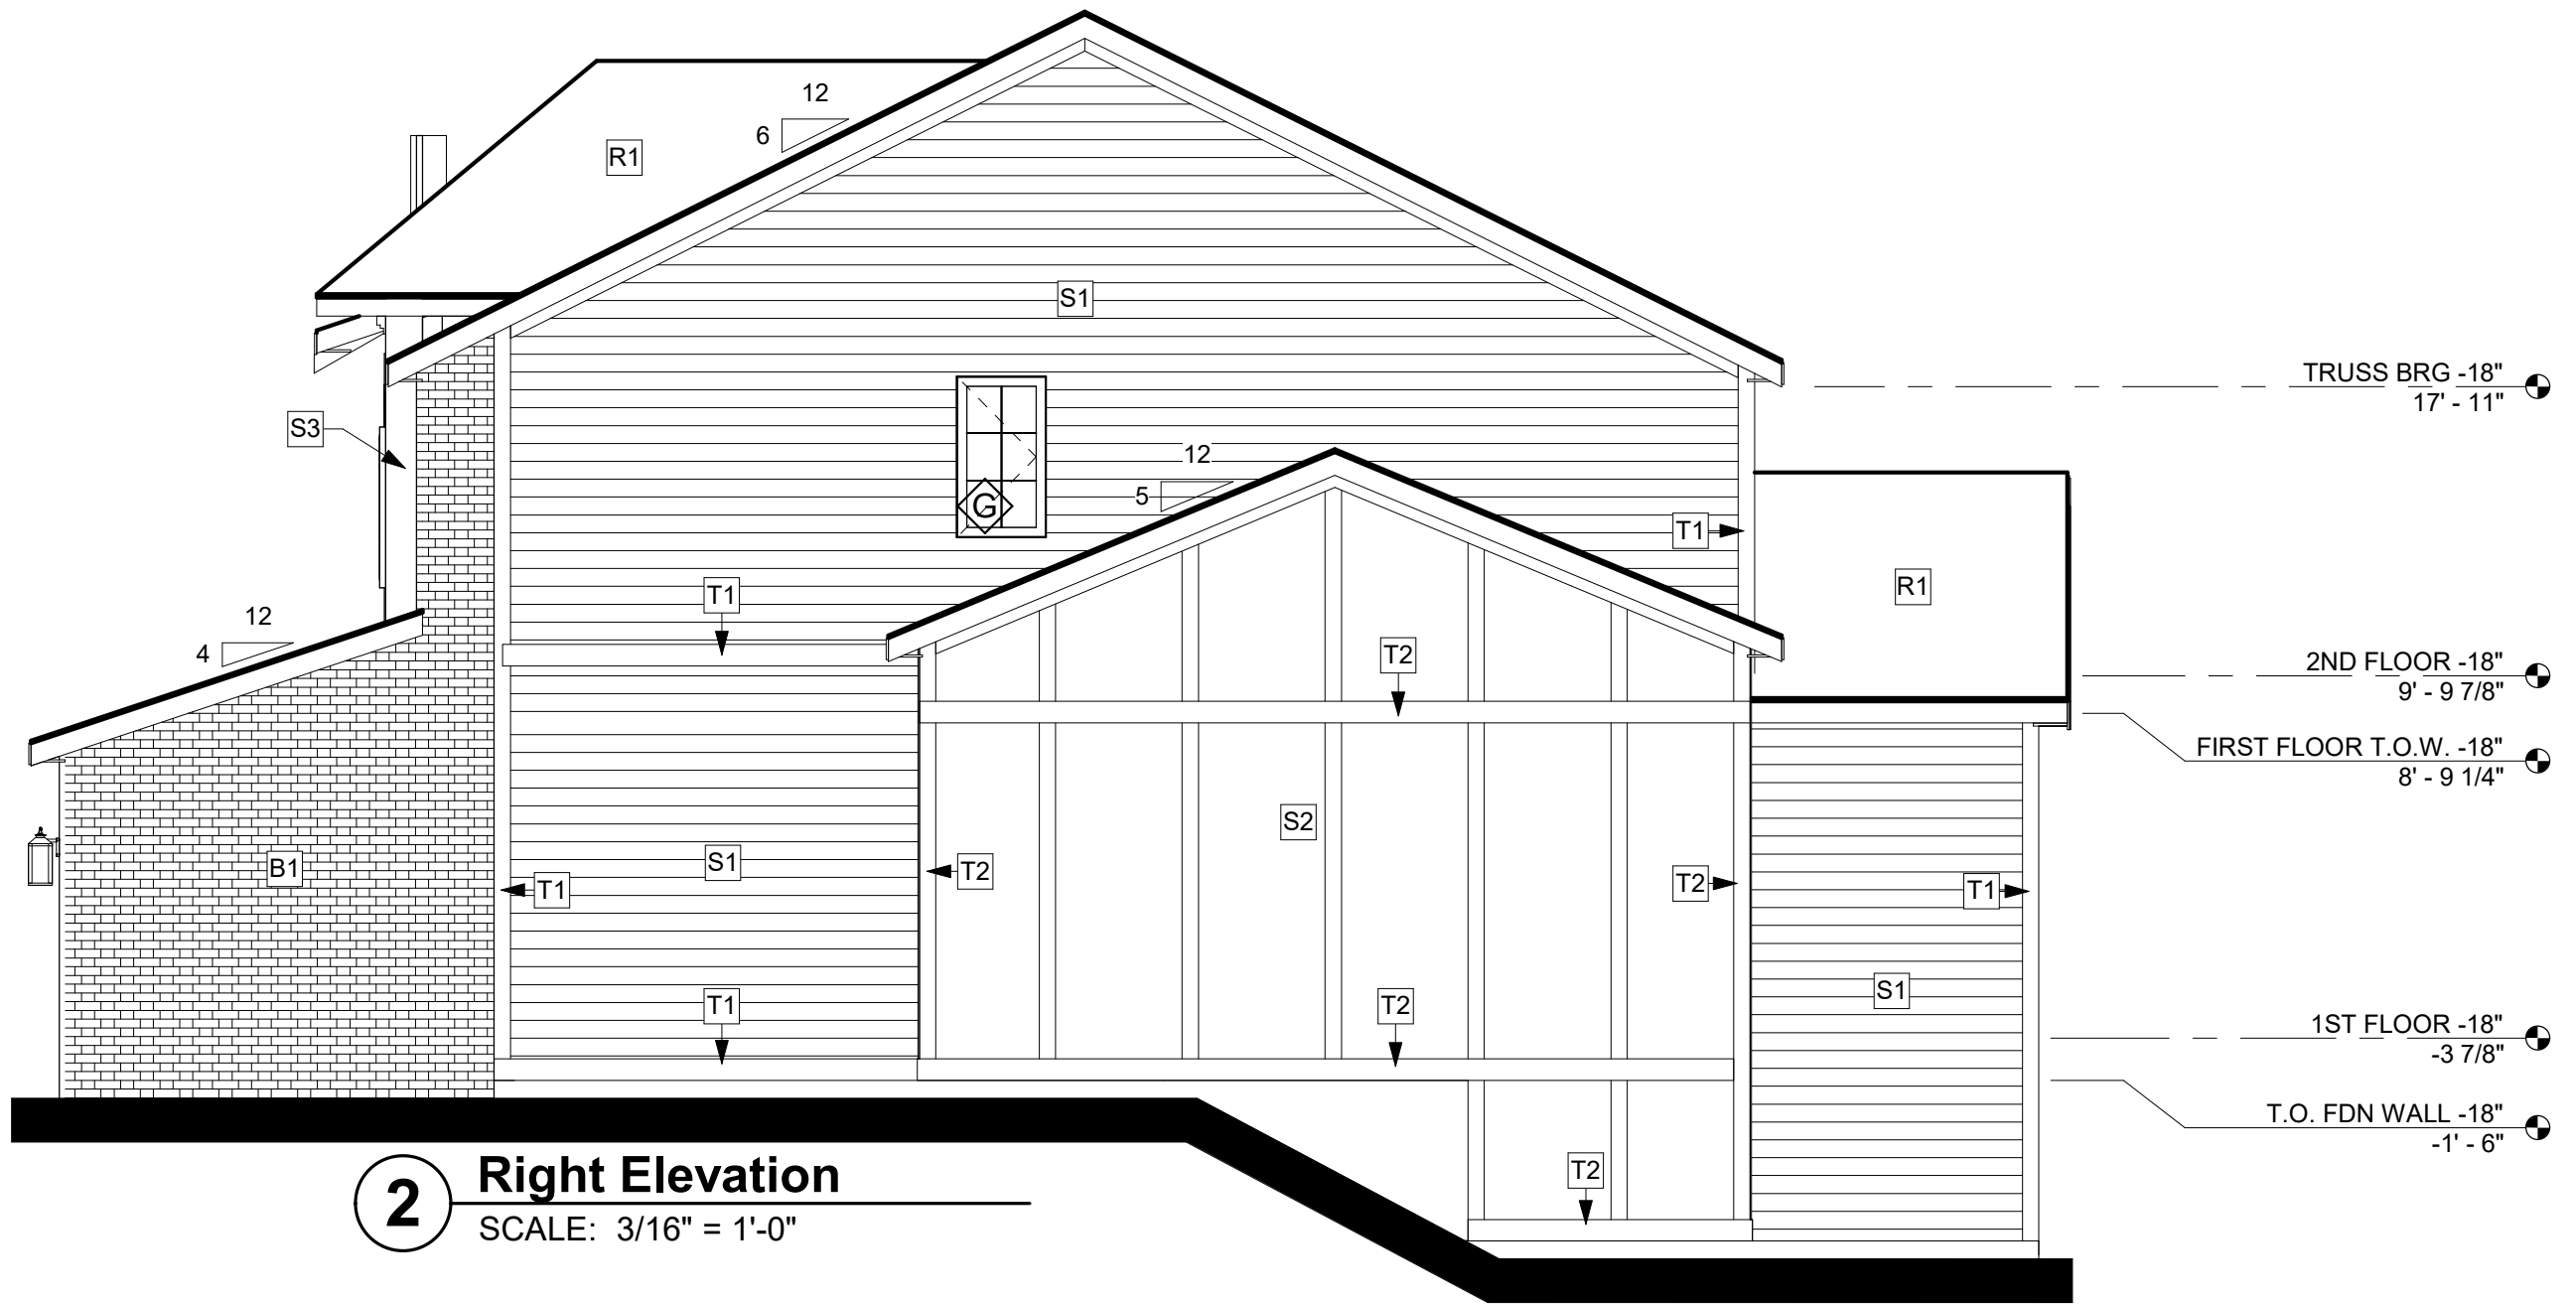 12
6
R1
S1
TRUSS BRG -18"
17' - 11"
S3
12
5
G
T1
R1
T1
12
4
T2
2ND FLOOR -18"
9' - 9 7/8"
FIRST FLOOR T.O.W. -18"
8' - 9 1/4"
S2
B1
S1
T1
T2
T2
T1
S1
T1
T2
1ST FLOOR -18"
-3 7/8"
T.O. FDN WALL -18"
-1' - 6"
T2
2
Right Elevation
SCALE: 3/16" = 1'-0"